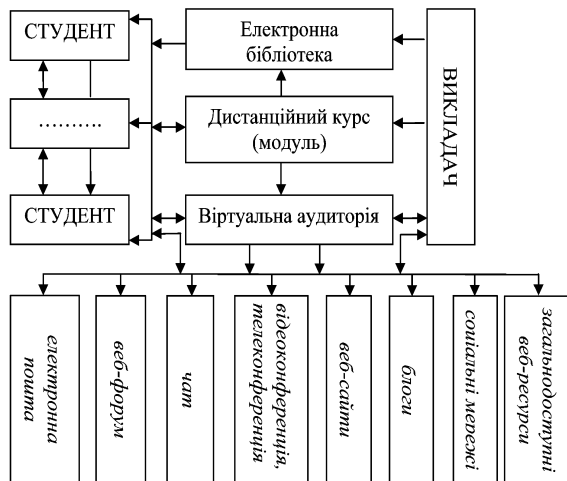 СТУДЕНТ
……….
СТУДЕНТ
Електронна
бібліотека
Дистанційний курс
(модуль)
Віртуальна аудиторія
ВИКЛАДАЧ
електронна
пошта
веб-форум
чат
відеоконференція,
телеконференція
веб-сайти
блоги
соціальні мережі
загальнодоступні
веб-ресурси